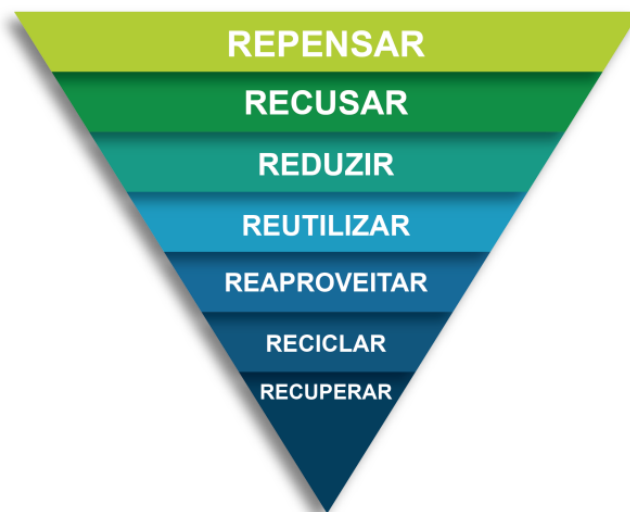 REPENSAR
RECUSAR
REDUZIR
REUTILIZAR
REAPROVEITAR
RECICLAR
RECUPERAR